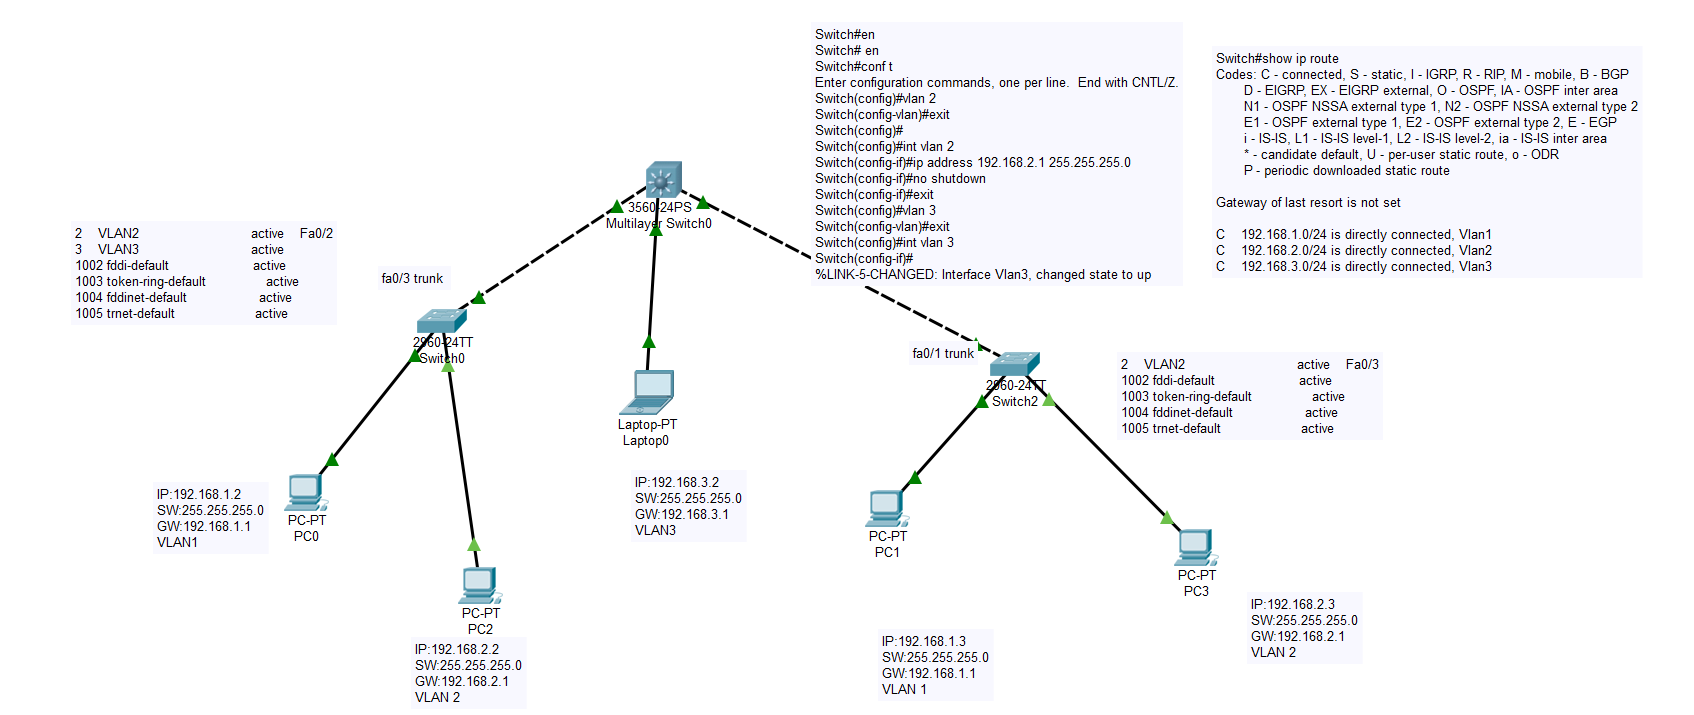 Switch#en
Switch# en
Switch#conf t
Enter configuration commands, one per line.  End with CNTL/Z.
Switch(config)#vlan 2
Switch(config-vlan)#exit
Switch(config)#
Switch(config)#int vlan 2
Switch(config-if)#ip address 192.168.2.1 255.255.255.0
Switch(config-if)#no shutdown
Switch(config-if)#exit
Switch(config)#vlan 3
Switch(config-vlan)#exit
Switch(config)#int vlan 3
Switch(config-if)#
%LINK-5-CHANGED: Interface Vlan3, changed state to up
Switch#show ip route
Codes: C - connected, S - static, I - IGRP, R - RIP, M - mobile, B - BGP
D - EIGRP, EX - EIGRP external, O - OSPF, IA - OSPF inter area
N1 - OSPF NSSA external type 1, N2 - OSPF NSSA external type 2
E1 - OSPF external type 1, E2 - OSPF external type 2, E - EGP
i - IS-IS, L1 - IS-IS level-1, L2 - IS-IS level-2, ia - IS-IS inter area
* - candidate default, U - per-user static route, o - ODR
P - periodic downloaded static route
Gateway of last resort is not set
C 192.168.1.0/24 is directly connected, Vlan1
C 192.168.2.0/24 is directly connected, Vlan2
C 192.168.3.0/24 is directly connected, Vlan3
3560-24PS
Multilayer Switch0
2 VLAN2 active Fa0/2
3 VLAN3 active
1002 fddi-default active
1003 token-ring-default active
1004 fddinet-default active
1005 trnet-default active
fa0/3 trunk
2960-24TT
Switch0
fa0/1 trunk
2960-24TT
Switch2
2 VLAN2 active Fa0/3
1002 fddi-default active
1003 token-ring-default active
1004 fddinet-default active
1005 trnet-default active
Laptop-PT
Laptop0
IP:192.168.3.2
SW:255.255.255.0
GW:192.168.3.1
VLAN3
IP:192.168.1.2
SW:255.255.255.0
GW:192.168.1.1
VLAN1
PC-PT
PC0
PC-PT
PC1
PC-PT
PC3
PC-PT
PC2
IP:192.168.2.2
SW:255.255.255.0
GW:192.168.2.1
VLAN 2
IP:192.168.1.3
SW:255.255.255.0
GW:192.168.1.1
VLAN 1
IP:192.168.2.3
SW:255.255.255.0
GW:192.168.2.1
VLAN 2